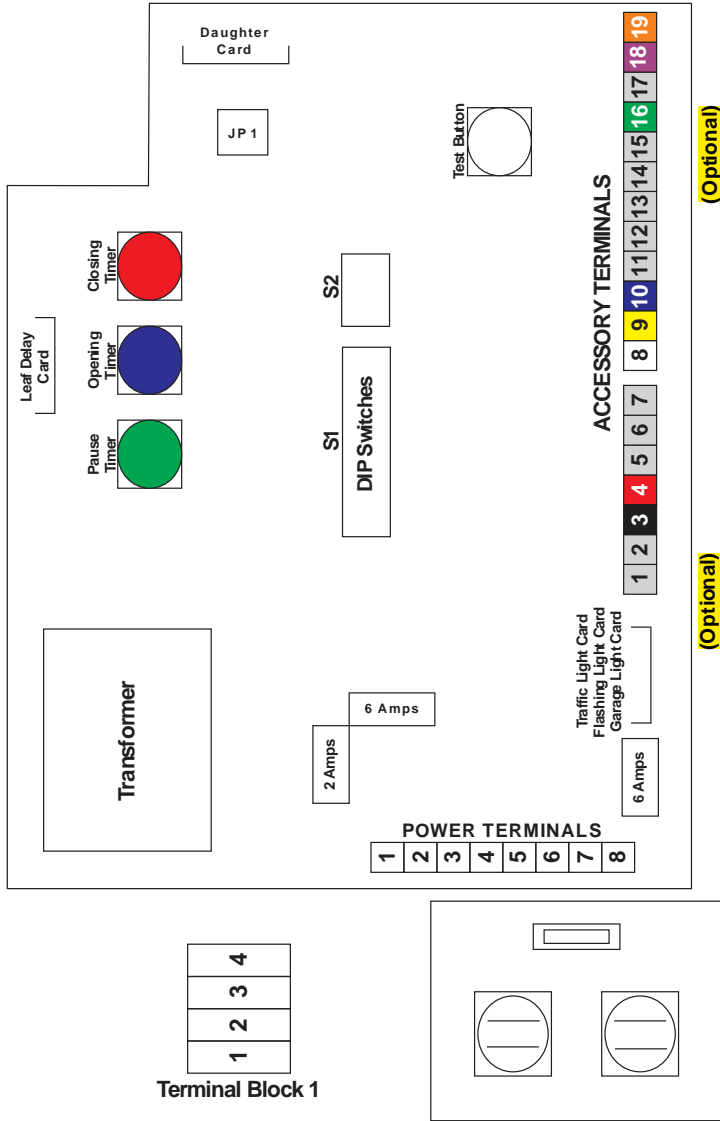 Daughter
Card
JP 1
Leaf Delay
Card
Closing
Timer
Opening
Timer
Pause
Timer
Test Button
S2
S1
DIP Switches
Transformer
6 Amps
2 Amps
Traffic Light Card
Flashing Light Card
Garage Light Card
6 Amps
ACCESSORY TERMINALS
1 2 3 4 5 6 7 8 9 10 11 12 13 14 15 16 17 18 19
(Optional)
(Optional)
POWER TERMINALS
1
2
3
4
5
6
7
8
1 2 3 4
Terminal Block 1